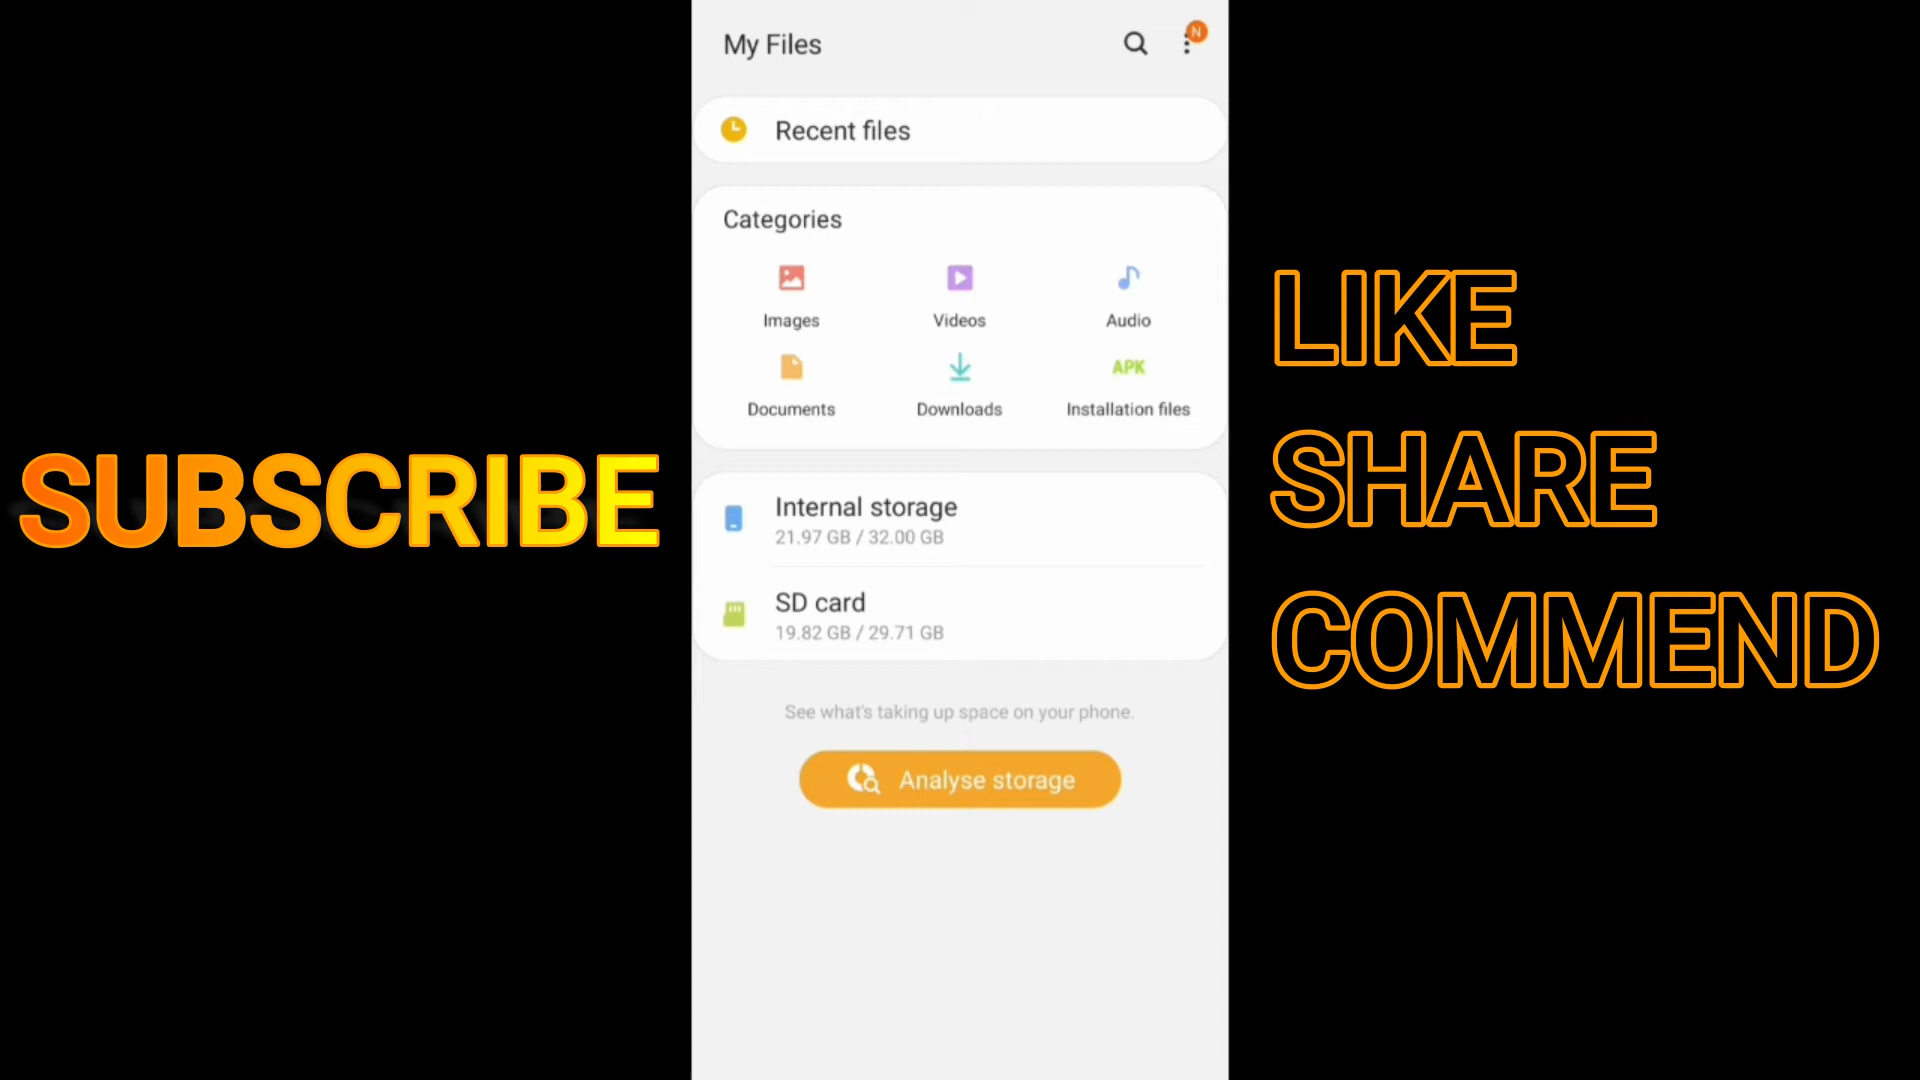 My Files
N
Recent files
Categories
Images
Videos
Audio
APK
Documents
Downloads
Installation files
Internal storage
21.97 GB / 32.00 GB
SD card
19.82 GB / 29.71 GB
See what's taking up space on your phone.
Analyse storage
SUBSCRIBE
LIKE
SHARE
COMMEND